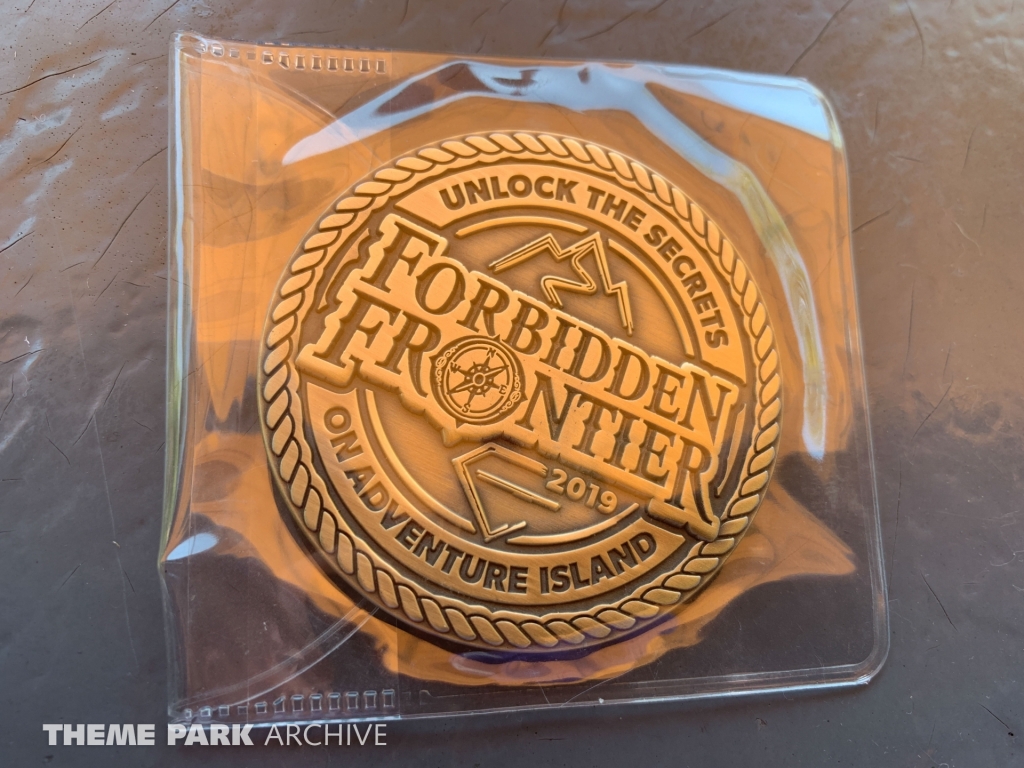 UNLOCK THE SECRETS
FORBIDDEN
FRONTIER
N
E
S
2019
ON ADVENTURE ISLAND
THEME PARK ARCHIVE